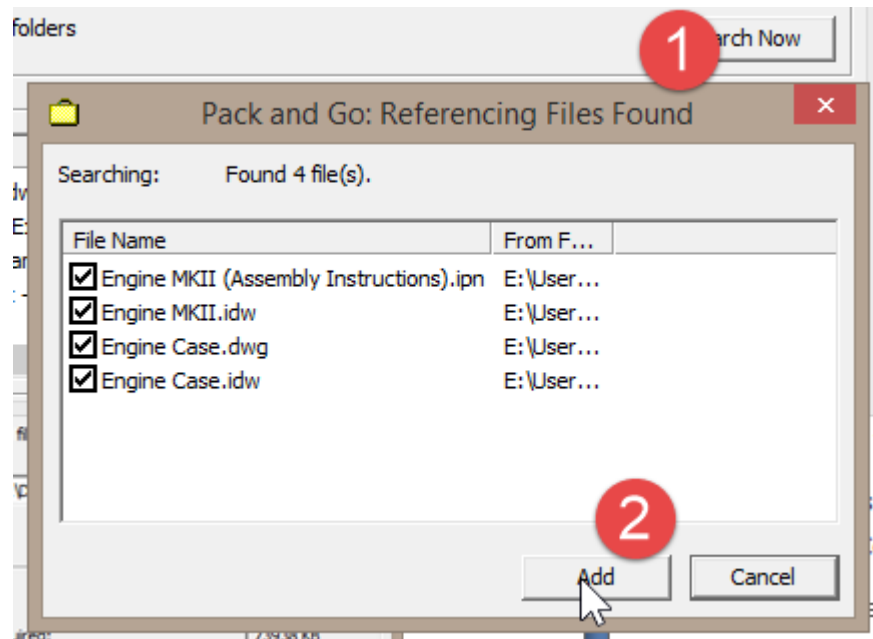 folders
1
arch Now
Pack and Go: Referencing Files Found
Searching: Found 4 file(s).
File Name From F...
Engine MKII (Assembly Instructions).ipn E:\User...
Engine MKII.idw E:\User...
Engine Case.dwg E:\User...
Engine Case.idw E:\User...
2
Add Cancel